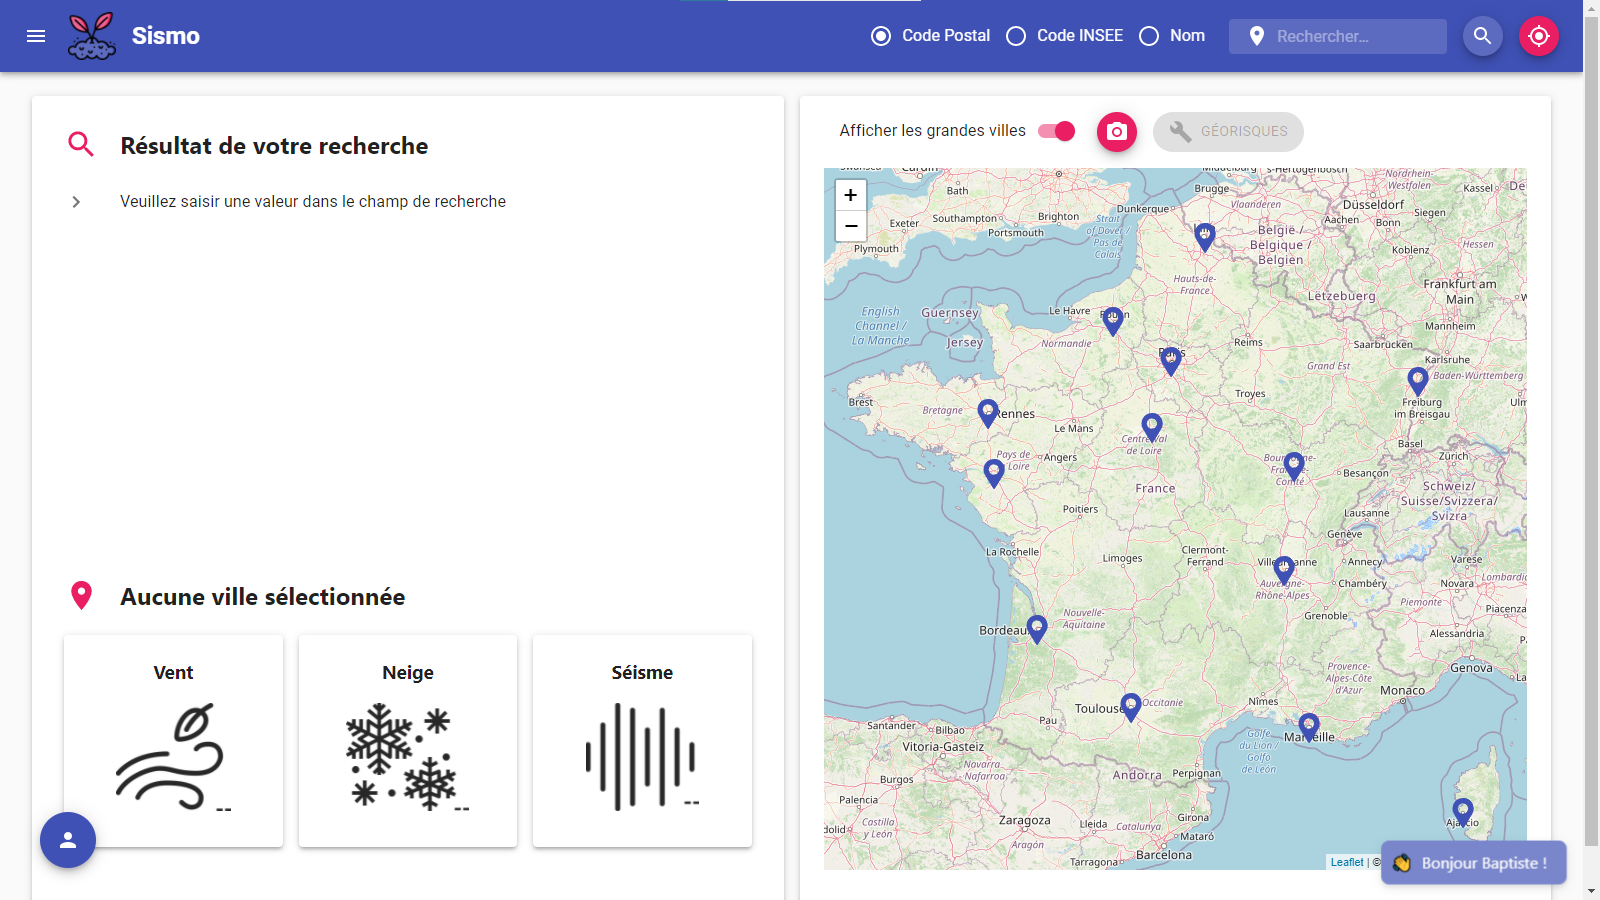 Sismo
Code Postal
Code INSEE
Nom
Rechercher...
Résultat de votre recherche
Veuillez saisir une valeur dans le champ de recherche
Aucune ville sélectionnée
Vent
--
Neige
--
Séisme
--
Afficher les grandes villes
GÉORISQUES
+
−
Bath
Brugge
's-Hertogenbosch
Nordrhein-
Westfalen
Kassel
Exeter
Southampton
Brighton
Portsmouth
Plymouth
Strait
of Dover /
Pas de
Calais
Dunkerque
Vlaanderen
Düsseldorf
Aachen
Siegen
Bonn
België /
Belgique /
Belgien
Koblenz
Hessen
Hauts-de-
France
Lëtzebuerg
Frankfurt am
Main
English
Channel /
La Manche
Guernsey
Jersey
Le Havre
Normandie
Reims
Saarbrücken
Mannheim
Karlsruhe
Grand Est
Baden-Württemberg
Brest
Bretagne
Rennes
Le Mans
Troyes
Freiburg
im Breisgau
Pays de
la Loire
Angers
Centre-Val
de Loire
Basel
Zürich
Besançon
France
Schweiz/
Suisse/Svizzera/
Svizra
Poitiers
Lausanne
Genève
La Rochelle
Limoges
Clermont-
Ferrand
Annecy
Varese
Auvergne-
Rhône-Alpes
Chambéry
Novara
Lombardia
Nouvelle-
Aquitaine
Grenoble
Piemonte
Piacenza
Alessandria
Provence-
Alpes-Côte
d'Azur
Genova
Monaco
Occitanie
Nîmes
Pau
Santander
Bilbao
Vitoria-Gasteiz
Golfe
du Lion /
Golfo
de León
Navarra -
Nafarroa
Andorra
Perpignan
Burgos
Palencia
Castilla
y León
Zaragoza
Aragón
Lleida
Catalunya
Girona
Mataró
Tarragona
Barcelona
Leaflet | ©
Bonjour Baptiste !